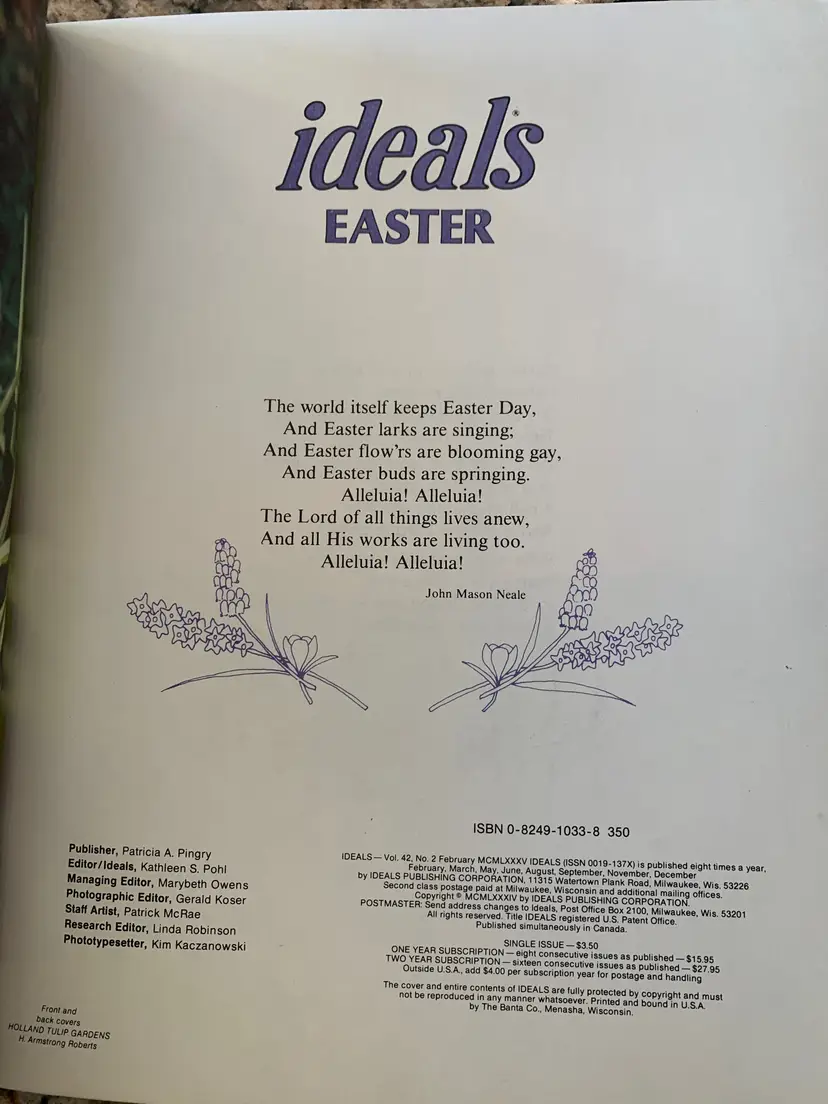 ideals®
EASTER
The world itself keeps Easter Day,
And Easter larks are singing;
And Easter flow'rs are blooming gay,
And Easter buds are springing.
Alleluia! Alleluia!
The Lord of all things lives anew,
And all His works are living too.
Alleluia! Alleluia!
John Mason Neale
ISBN 0-8249-1033-8 350
Publisher, Patricia A. Pingry
Editor/Ideals, Kathleen S. Pohl
Managing Editor, Marybeth Owens
Photographic Editor, Gerald Koser
Staff Artist, Patrick McRae
Research Editor, Linda Robinson
Phototypesetter, Kim Kaczanowski
IDEALS—Vol. 42, No. 2 February MCMLXXXV IDEALS (ISSN 0019-137X) is published eight times a year,
February, March, May, June, August, September, November, December
by IDEALS PUBLISHING CORPORATION, 11315 Watertown Plank Road, Milwaukee, Wis. 53226
Second class postage paid at Milwaukee, Wisconsin and additional mailing offices.
Copyright © MCMLXXXIV by IDEALS PUBLISHING CORPORATION.
POSTMASTER: Send address changes to Ideals, Post Office Box 2100, Milwaukee, Wis. 53201
All rights reserved. Title IDEALS registered U.S. Patent Office.
Published simultaneously in Canada.
SINGLE ISSUE—$3.50
ONE YEAR SUBSCRIPTION—eight consecutive issues as published—$15.95
TWO YEAR SUBSCRIPTION—sixteen consecutive issues as published—$27.95
Outside U.S.A., add $4.00 per subscription year for postage and handling
The cover and entire contents of IDEALS are fully protected by copyright and must
not be reproduced in any manner whatsoever. Printed and bound in U.S.A.
by The Banta Co., Menasha, Wisconsin.
Front and
back covers
HOLLAND TULIP GARDENS
H. Armstrong Roberts